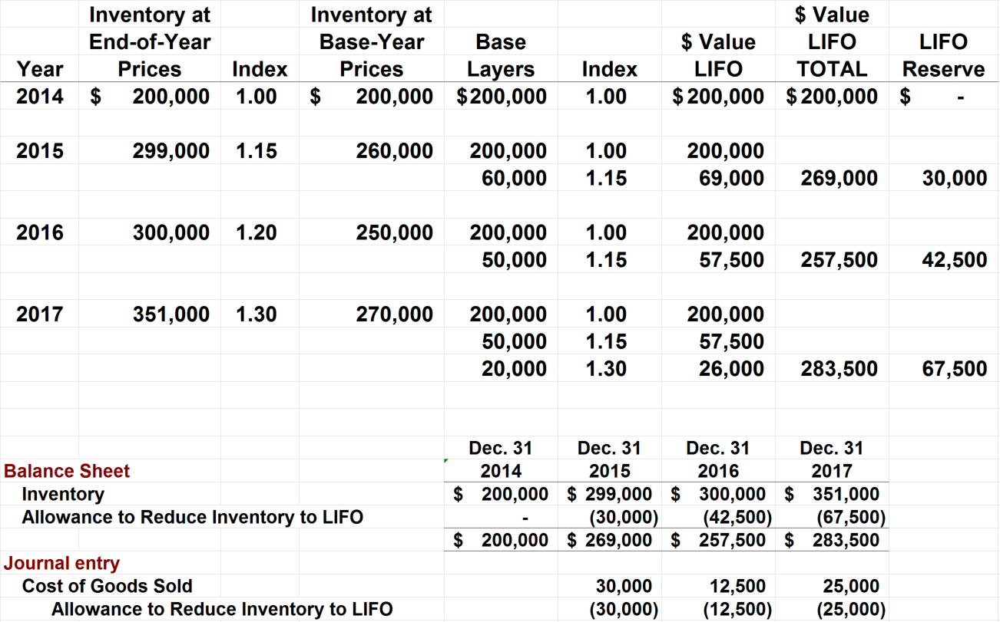 Inventory at Inventory at $ Value
End-of-Year Base-Year Base $ Value LIFO LIFO
Year Prices Index Prices Layers Index LIFO TOTAL Reserve
2014 $ 200,000 1.00 $ 200,000 $200,000 1.00 $200,000 $200,000 $ -
2015 299,000 1.15 260,000 200,000 1.00 200,000
60,000 1.15 69,000 269,000 30,000
2016 300,000 1.20 250,000 200,000 1.00 200,000
50,000 1.15 57,500 257,500 42,500
2017 351,000 1.30 270,000 200,000 1.00 200,000
50,000 1.15 57,500
20,000 1.30 26,000 283,500 67,500
Dec. 31 Dec. 31 Dec. 31 Dec. 31
Balance Sheet 2014 2015 2016 2017
Inventory $ 200,000 $ 299,000 $ 300,000 $ 351,000
Allowance to Reduce Inventory to LIFO - (30,000) (42,500) (67,500)
$ 200,000 $ 269,000 $ 257,500 $ 283,500
Journal entry
Cost of Goods Sold 30,000 12,500 25,000
Allowance to Reduce Inventory to LIFO (30,000) (12,500) (25,000)